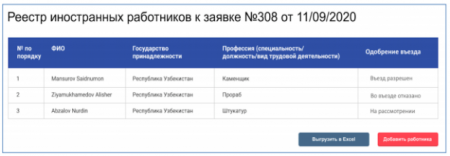 Реестр иностранных работников к заявке №308 от 11/09/2020
№ по порядку ФИО Государство принадлежности Профессия (специальность/должность/вид трудовой деятельности) Одобрение въезда
1 Mansurov Saidrumon Республика Узбекистан Каменщик Въезд разрешен
2 Ziyamukhamedov Alisher Республика Узбекистан Прораб Во въезде отказано
3 Abzalov Nurdin Республика Узбекистан Штукатур На рассмотрении
Выгрузить в Excel Добавить работника